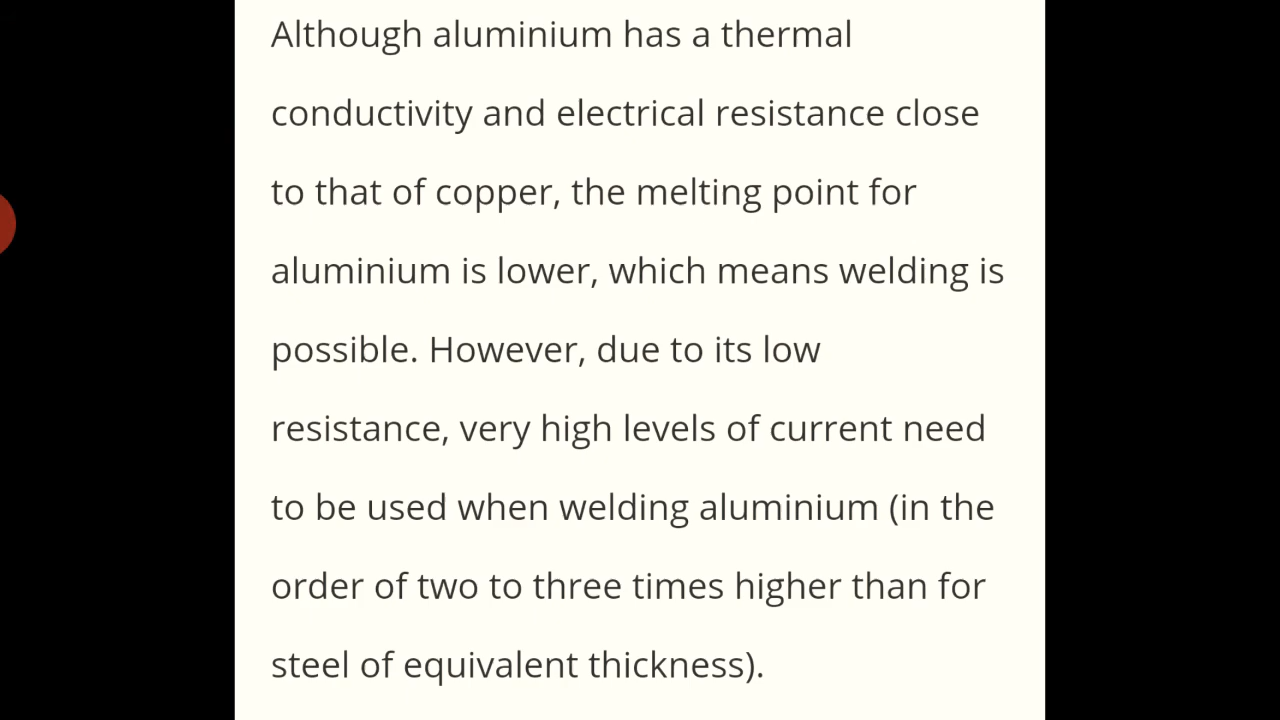 Although aluminium has a thermal
conductivity and electrical resistance close
to that of copper, the melting point for
aluminium is lower, which means welding is
possible. However, due to its low
resistance, very high levels of current need
to be used when welding aluminium (in the
order of two to three times higher than for
steel of equivalent thickness).